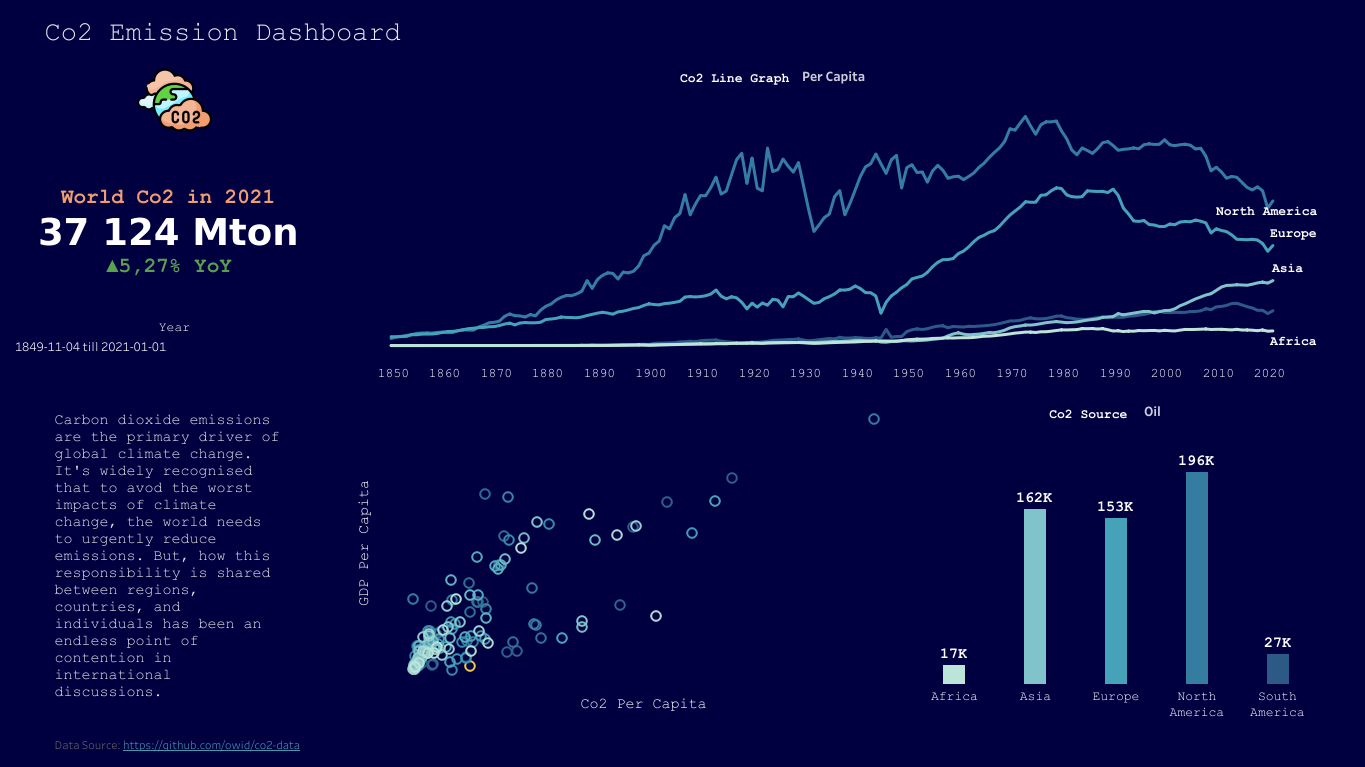 Co2 Emission Dashboard
CO2
World Co2 in 2021
37 124 Mton
▲5,27% YoY
Year
1849-11-04 till 2021-01-01
Co2 Line Graph Per Capita
North America
Europe
Asia
Africa
1850 1860 1870 1880 1890 1900 1910 1920 1930 1940 1950 1960 1970 1980 1990 2000 2010 2020
Carbon dioxide emissions
are the primary driver of
global climate change.
It's widely recognised
that to avod the worst
impacts of climate
change, the world needs
to urgently reduce
emissions. But, how this
responsibility is shared
between regions,
countries, and
individuals has been an
endless point of
contention in
international
discussions.
GDP Per Capita
Co2 Per Capita
Co2 Source Oil
17K
162K
153K
196K
27K
Africa
Asia
Europe
North
America
South
America
Data Source: https://github.com/owid/co2-data